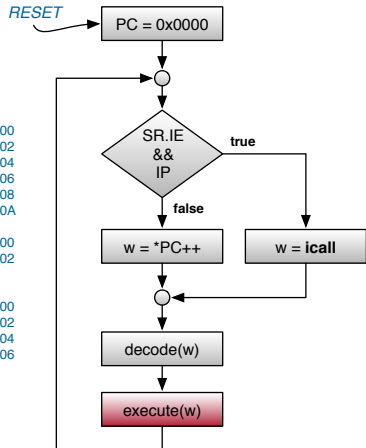 RESET
PC = 0x0000
SR.IE
&&
IP
true
false
w = *PC++
w = icall
decode(w)
execute(w)
00
02
04
06
08
0A
00
02
00
02
04
06